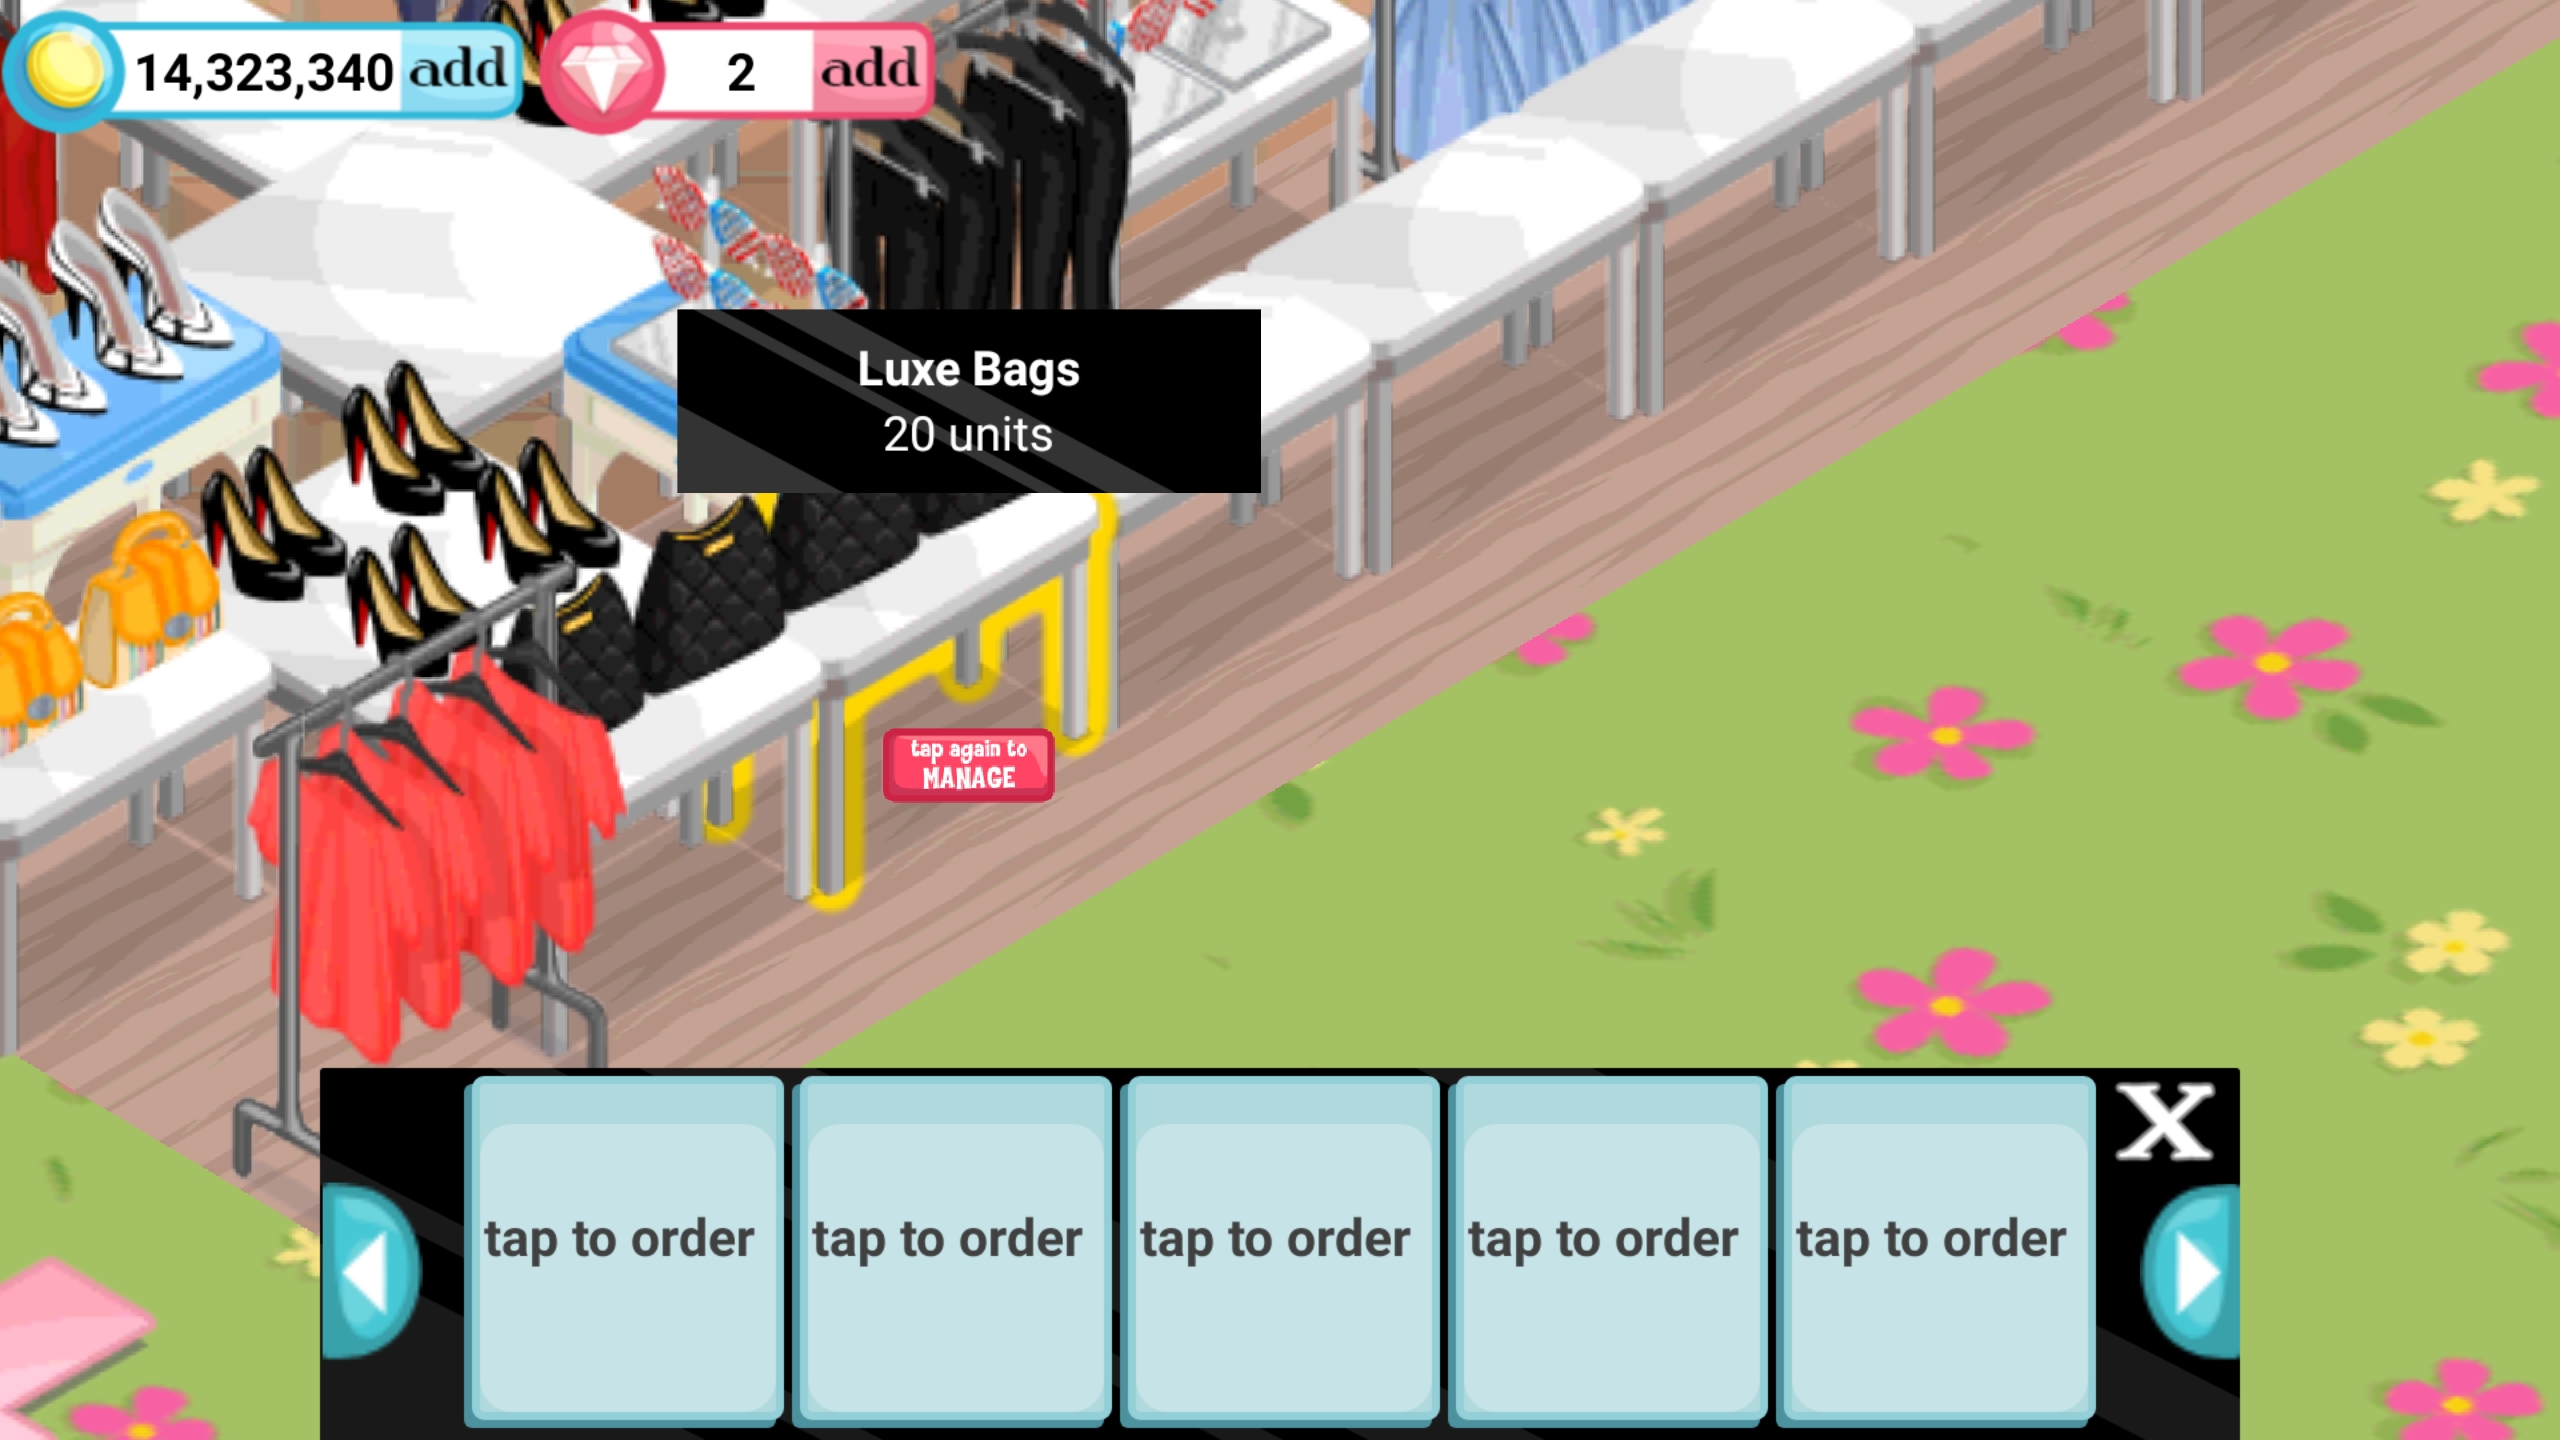 14,323,340 add
2 add
Luxe Bags
20 units
tap again to
MANAGE
X
tap to order
tap to order
tap to order
tap to order
tap to order